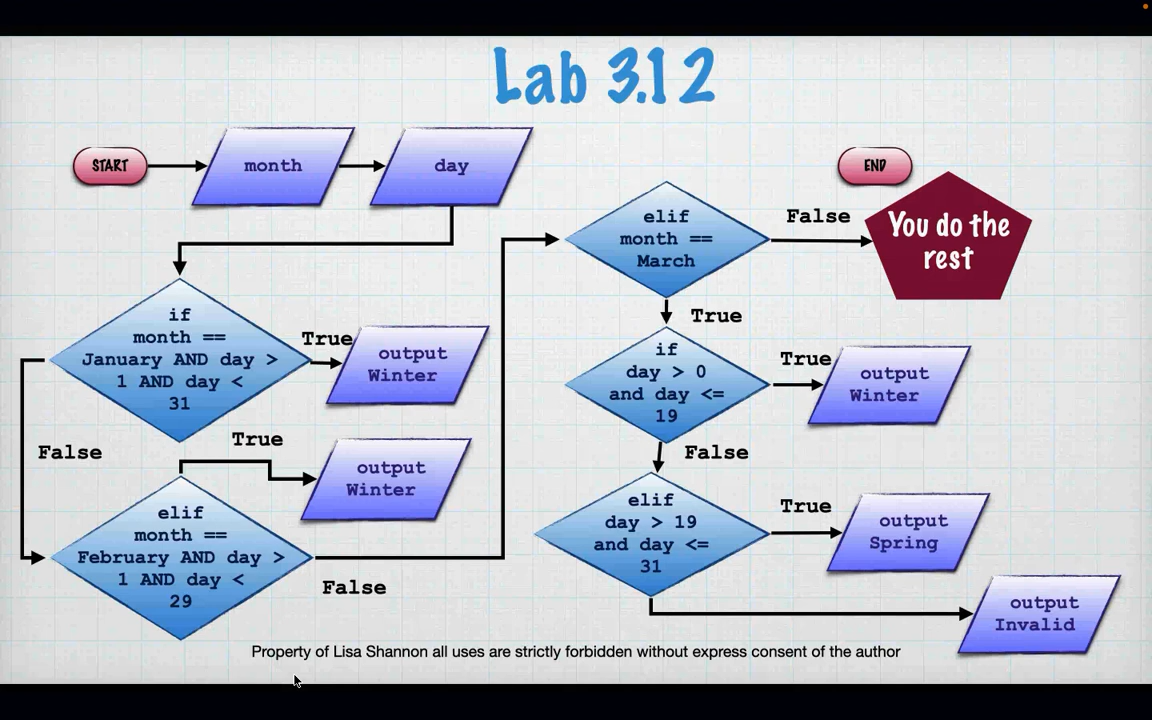 Lab 3.12
START
month
day
if
month ==
January AND day >
1 AND day <
31
True
output
Winter
False
True
output
Winter
elif
month ==
February AND day >
1 AND day <
29
False
elif
month ==
March
False
END
You do the
rest
True
if
day > 0
and day <=
19
True
output
Winter
False
elif
day > 19
and day <=
31
True
output
Spring
output
Invalid
Property of Lisa Shannon all uses are strictly forbidden without express consent of the author